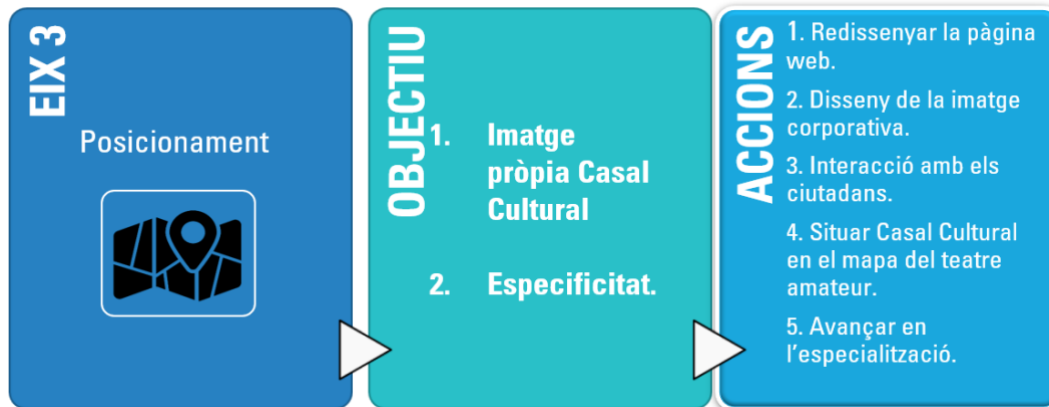 EIX 3
Posicionament
OBJECTIU
1. Imatge
pròpia Casal
Cultural
2. Especificitat.
ACCIONS
1. Redissenyar la pàgina
web.
2. Disseny de la imatge
corporativa.
3. Interacció amb els
ciutadans.
4. Situar Casal Cultural
en el mapa del teatre
amateur.
5. Avançar en
l'especialització.